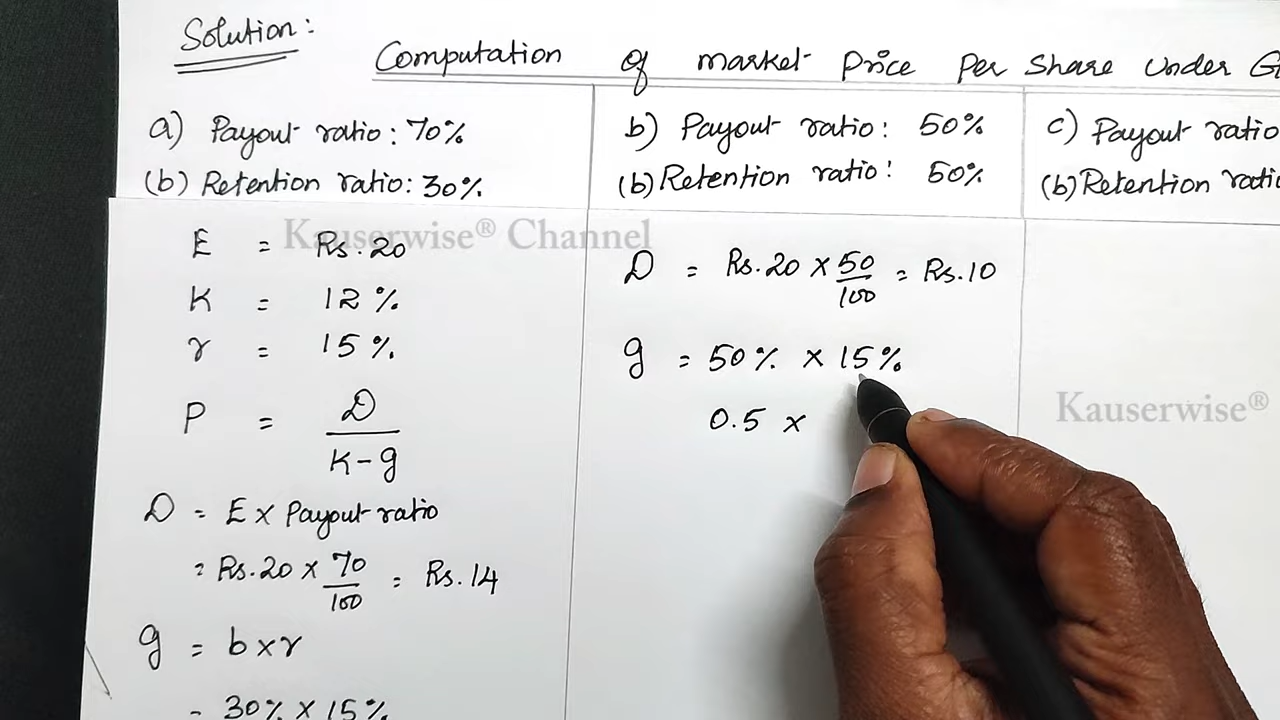 Solution:
Computation of market Price Per Share Under
a) Payout ratio: 70%
(b) Retention ratio: 30%
E = Rs.20
K = 12%
r = 15%
P = D / K-g
D = E x Payout ratio
= Rs.20 x 70/100 = Rs.14
g = b x r
= 30% x 15%
b) Payout ratio: 50%
(b) Retention ratio: 50%
D = Rs.20 x 50/100 = Rs.10
g = 50% x 15%
0.5 x
c) Payout ratio
(b) Retention
Kauserwise® Channel
Kauserwise®